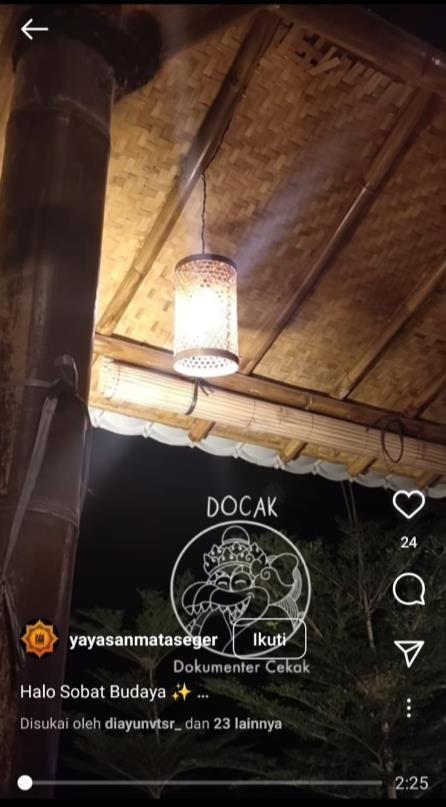 DOCAK
24
yayasanmataseger Ikuti
Dokumenter Cekak
Halo Sobat Budaya ✨ ...
Disukai oleh diayunvtsr_ dan 23 lainnya
2:25